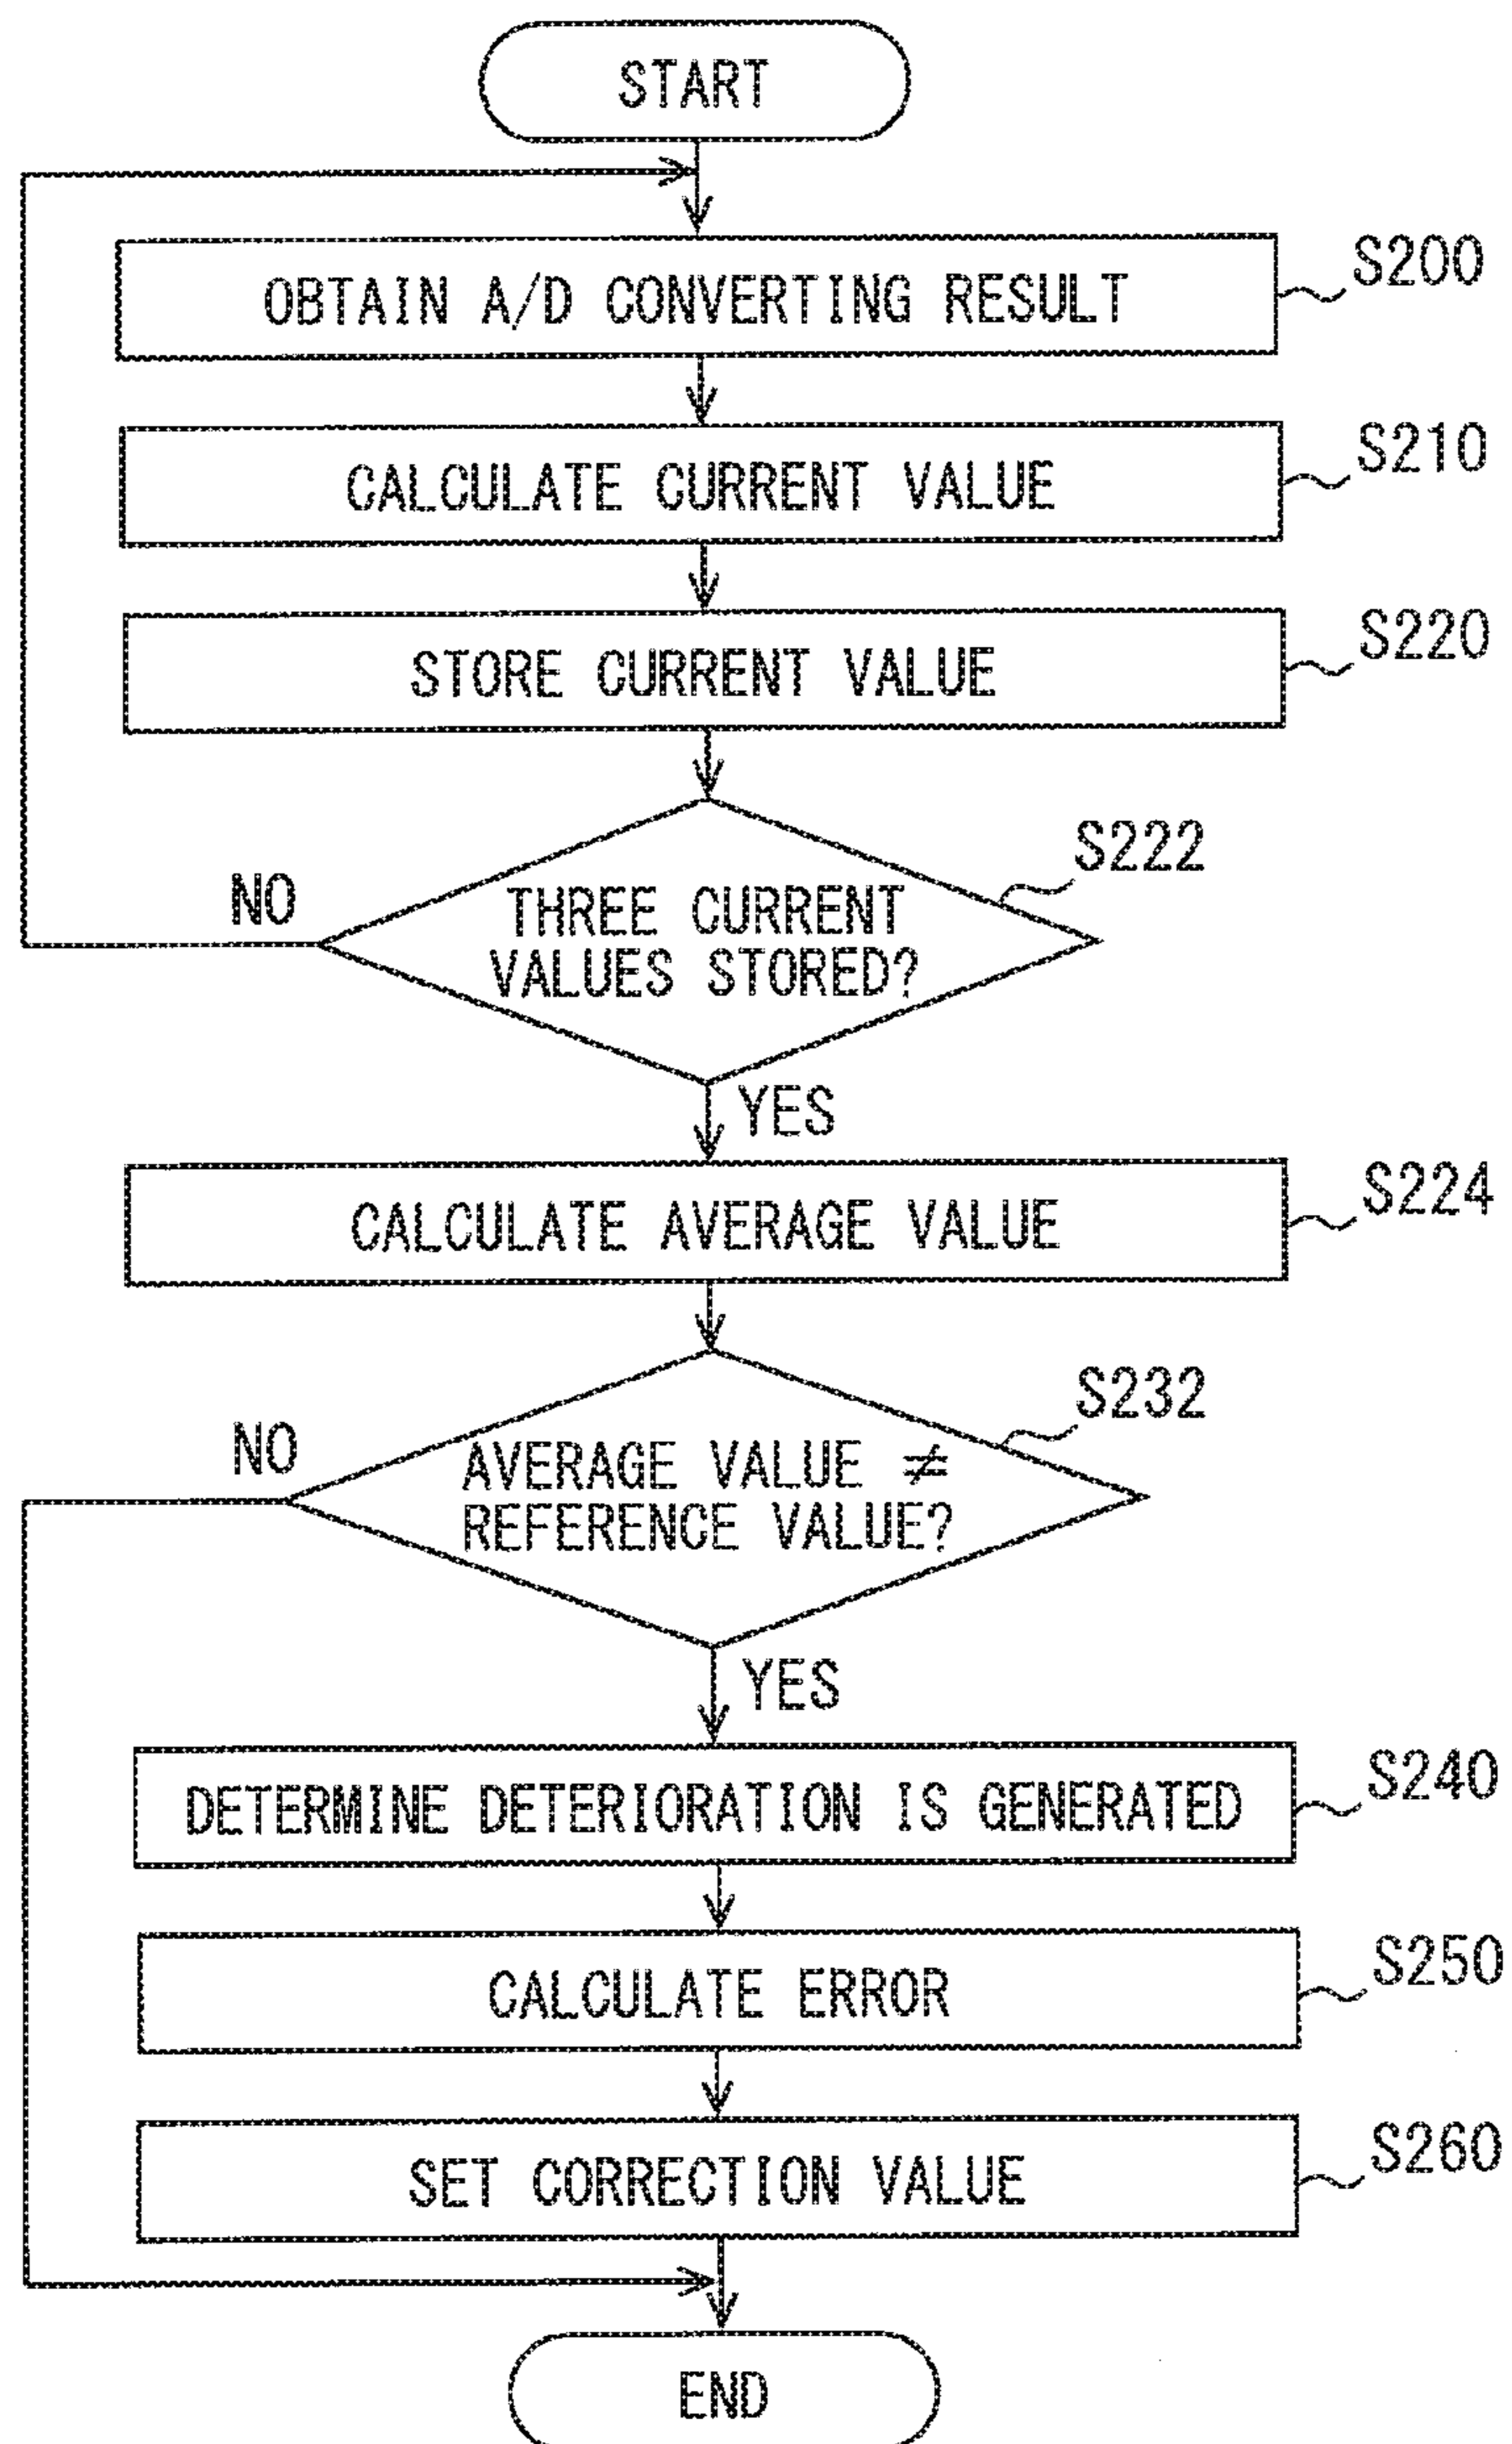 START
OBTAIN A/D CONVERTING RESULT
S200
CALCULATE CURRENT VALUE
S210
STORE CURRENT VALUE
S220
THREE CURRENT
VALUES STORED?
S222
NO
YES
CALCULATE AVERAGE VALUE
S224
AVERAGE VALUE ≠
REFERENCE VALUE?
S232
NO
YES
DETERMINE DETERIORATION IS GENERATED
S240
CALCULATE ERROR
S250
SET CORRECTION VALUE
S260
END